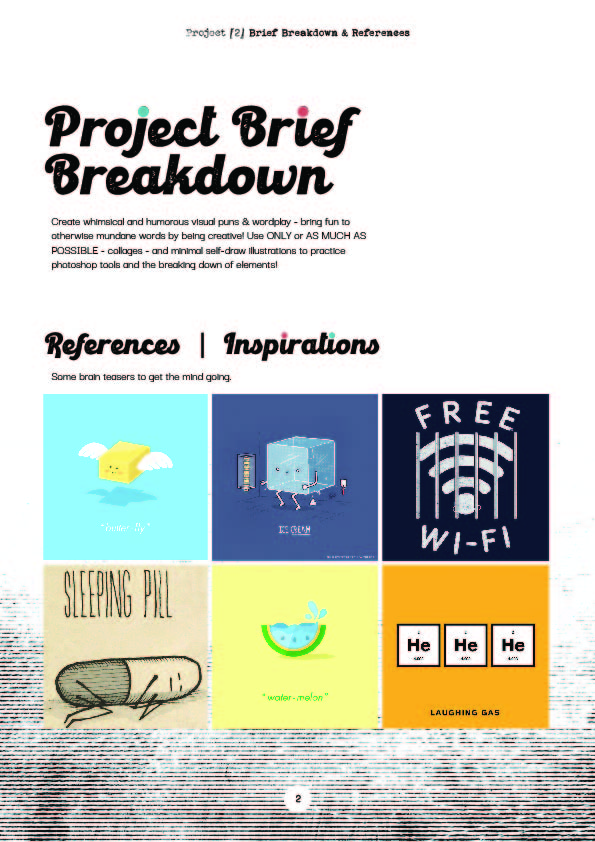 Project [2] Brief Breakdown & References
Project Brief
Breakdown
Create whimsical and humorous visual puns & wordplay - bring fun to
otherwise mundane words by being creative! Use ONLY or AS MUCH AS
POSSIBLE - collages - and minimal self-draw illustrations to practice
photoshop tools and the breaking down of elements!
References | Inspirations
Some brain teasers to get the mind going.
"butter-fly"
ICE CREAM
FREE
WI-FI
SLEEPING PILL
"water-melon"
2 2 2
He He He
LAUGHING GAS
2